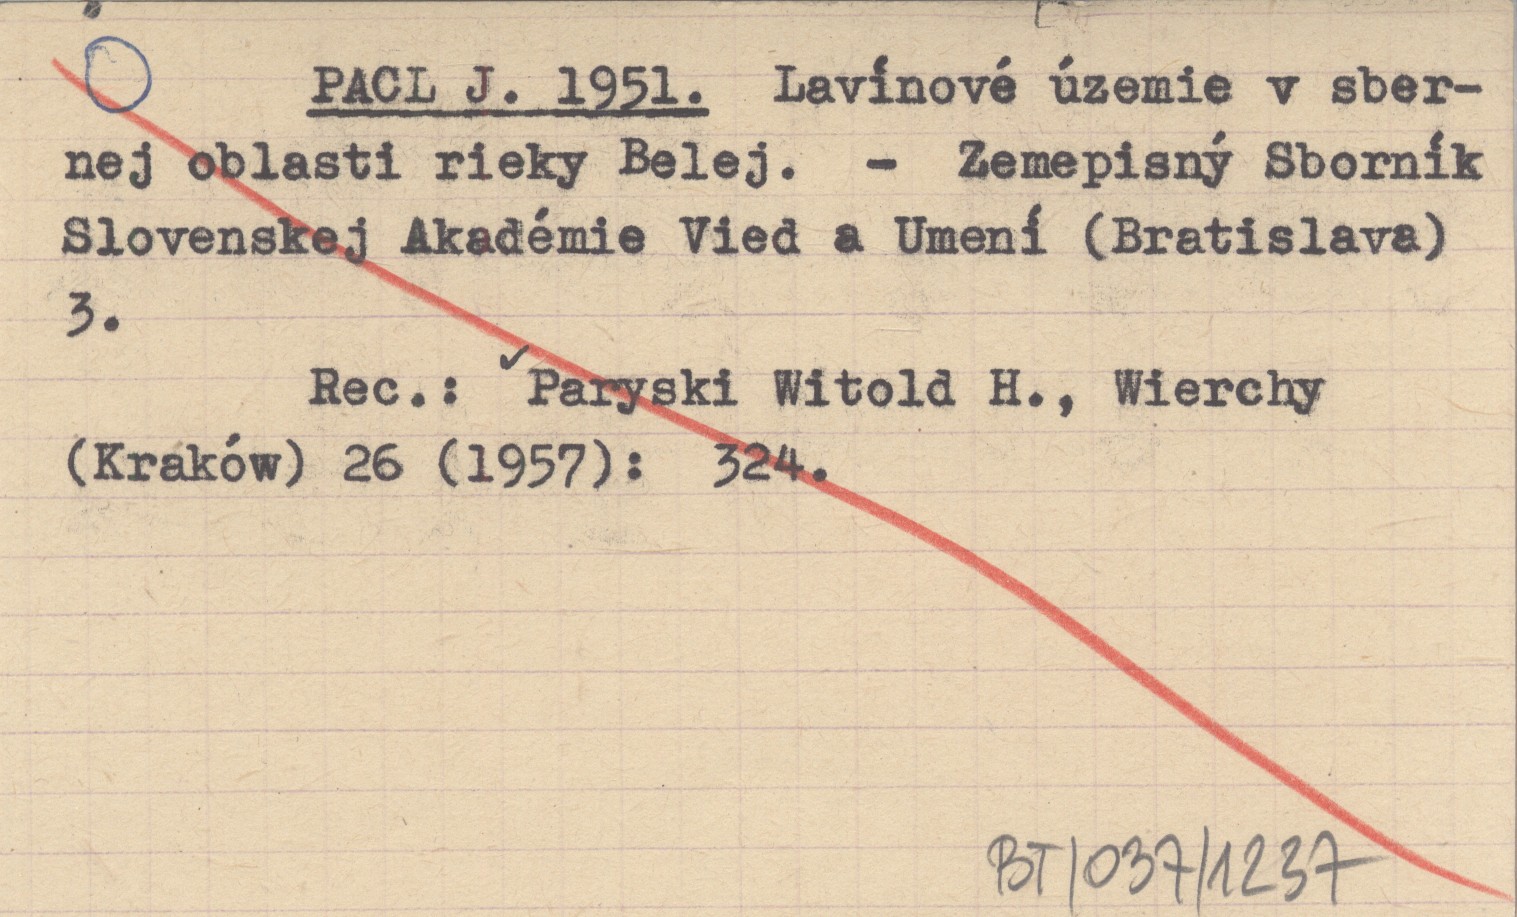 PACL J. 1951. Lavínové územie v sber-
nej oblasti rieky Belej. - Zemepisný Sborník
Slovenskej Akadémie Vied a Umení (Bratislava)
3.
Rec.: ✓Paryski Witold H., Wierchy
(Kraków) 26 (1957): 324.
BT/037/1237